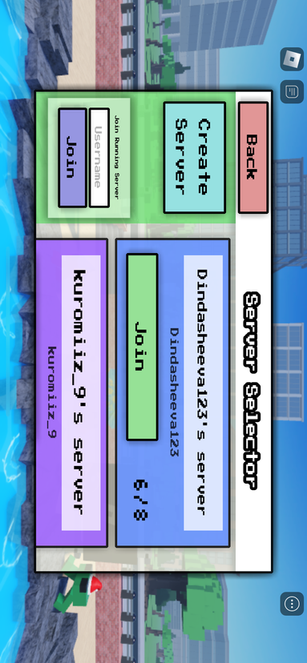 Server Selector
Back
Create
Server
Join Running Server
Username
Join
Dindasheeva123's server
Dindasheeva123
Join
6/8
kuromiiz_9's server
kuromiiz_9